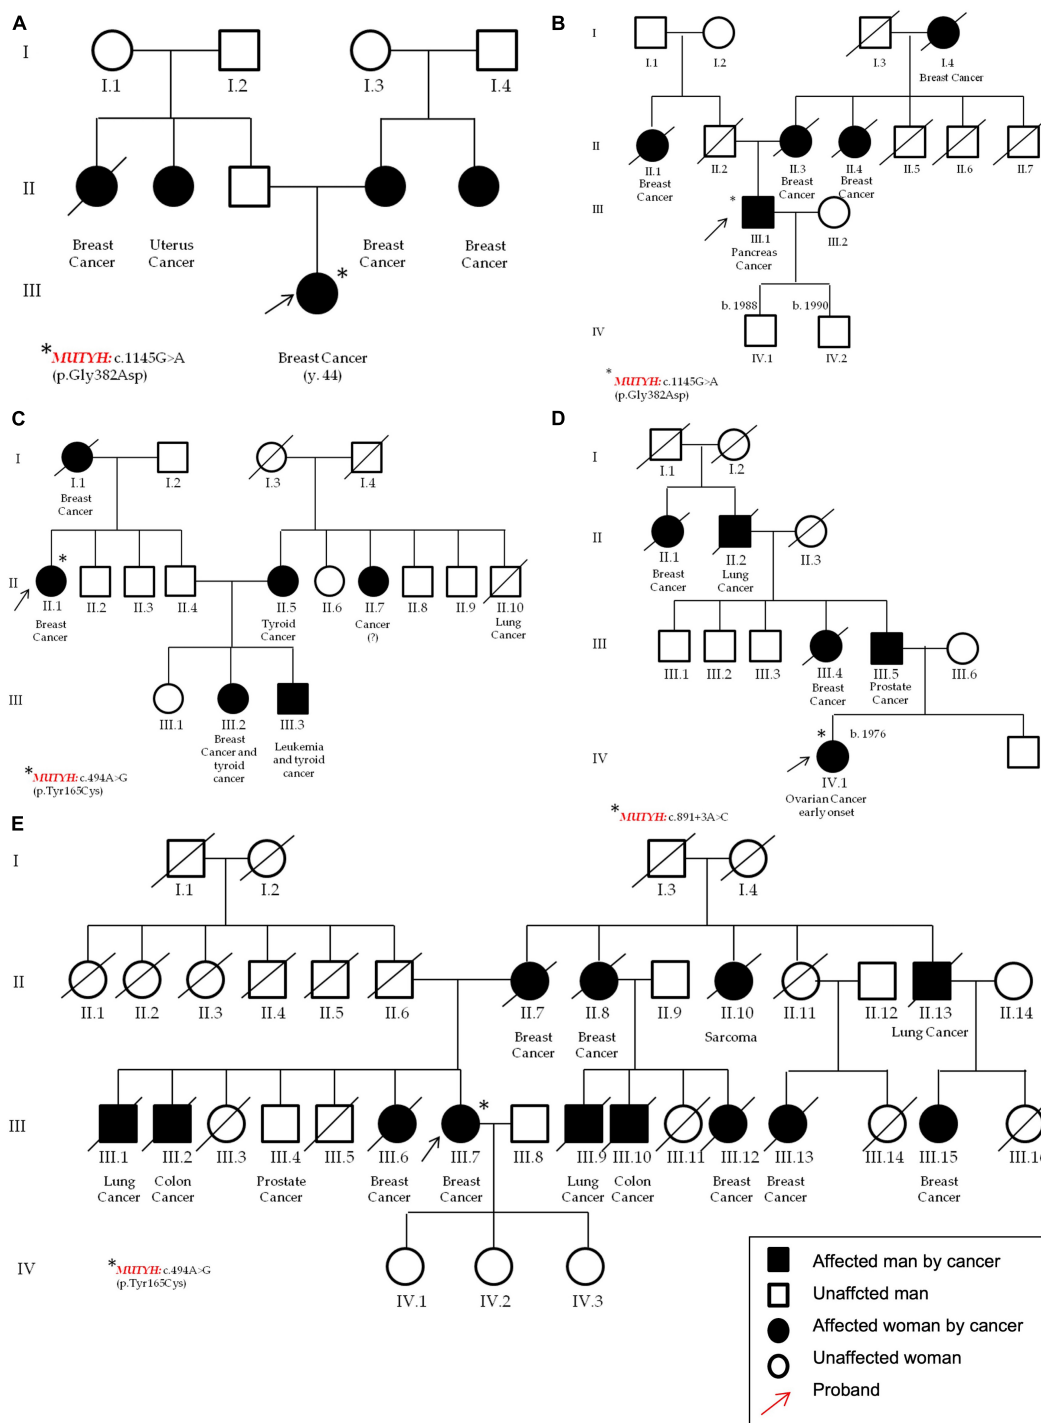 A
I
I.1 I.2 I.3 I.4
II
Breast Cancer
Uterus Cancer
Breast Cancer
Breast Cancer
III
*
*MUTYH: c.1145G>A
(p.Gly382Asp)
Breast Cancer
(y. 44)
B
I
I.1 I.2 I.3 I.4
Breast Cancer
II
II.1 II.2 II.3 II.4 II.5 II.6 II.7
Breast Cancer
Breast Cancer
Breast Cancer
III
*
III.1 III.2
Pancreas
Cancer
b. 1988 b. 1990
IV
IV.1 IV.2
*
MUTYH: c.1145G>A
(p.Gly382Asp)
C
I
I.1 I.2 I.3 I.4
Breast
Cancer
*
II
II.1 II.2 II.3 II.4 II.5 II.6 II.7 II.8 II.9 II.10
Breast
Cancer
Tyroid
Cancer
Cancer
(?)
Lung
Cancer
III
III.1 III.2 III.3
Breast
Cancer and
tyroid
cancer
Leukemia
and tyroid
cancer
*MUTYH: c.494A>G
(p.Tyr165Cys)
D
I
I.1 I.2
II
II.1 II.2 II.3
Breast
Cancer
Lung
Cancer
III
III.1 III.2 III.3 III.4 III.5 III.6
Breast
Cancer
Prostate
Cancer
* b. 1976
IV
IV.1
Ovarian Cancer
early onset
*MUTYH: c.891+3A>C
E
I
I.1 I.2 I.3 I.4
II
II.1 II.2 II.3 II.4 II.5 II.6 II.7 II.8 II.9 II.10 II.11 II.12 II.13 II.14
Breast
Cancer
Breast
Cancer
Sarcoma
Lung Cancer
*
III
III.1 III.2 III.3 III.4 III.5 III.6 III.7 III.8 III.9 III.10 III.11 III.12 III.13 III.14 III.15 III.16
Lung
Cancer
Colon
Cancer
Prostate
Cancer
Breast
Cancer
Breast
Cancer
Lung
Cancer
Colon
Cancer
Breast
Cancer
Breast
Cancer
Breast
Cancer
IV
IV.1 IV.2 IV.3
*MUTYH: c.494A>G
(p.Tyr165Cys)
Affected man by cancer
Unaffcted man
Affected woman by cancer
Unaffected woman
Proband